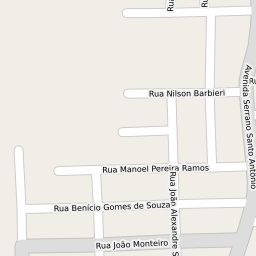 Rua Nilson Barbieri
Avenida Serrano Santo Antônio
Rua Manoel Pereira Ramos
Rua João Alexandre S
Rua Benício Gomes de Souza
Rua João Monteiro